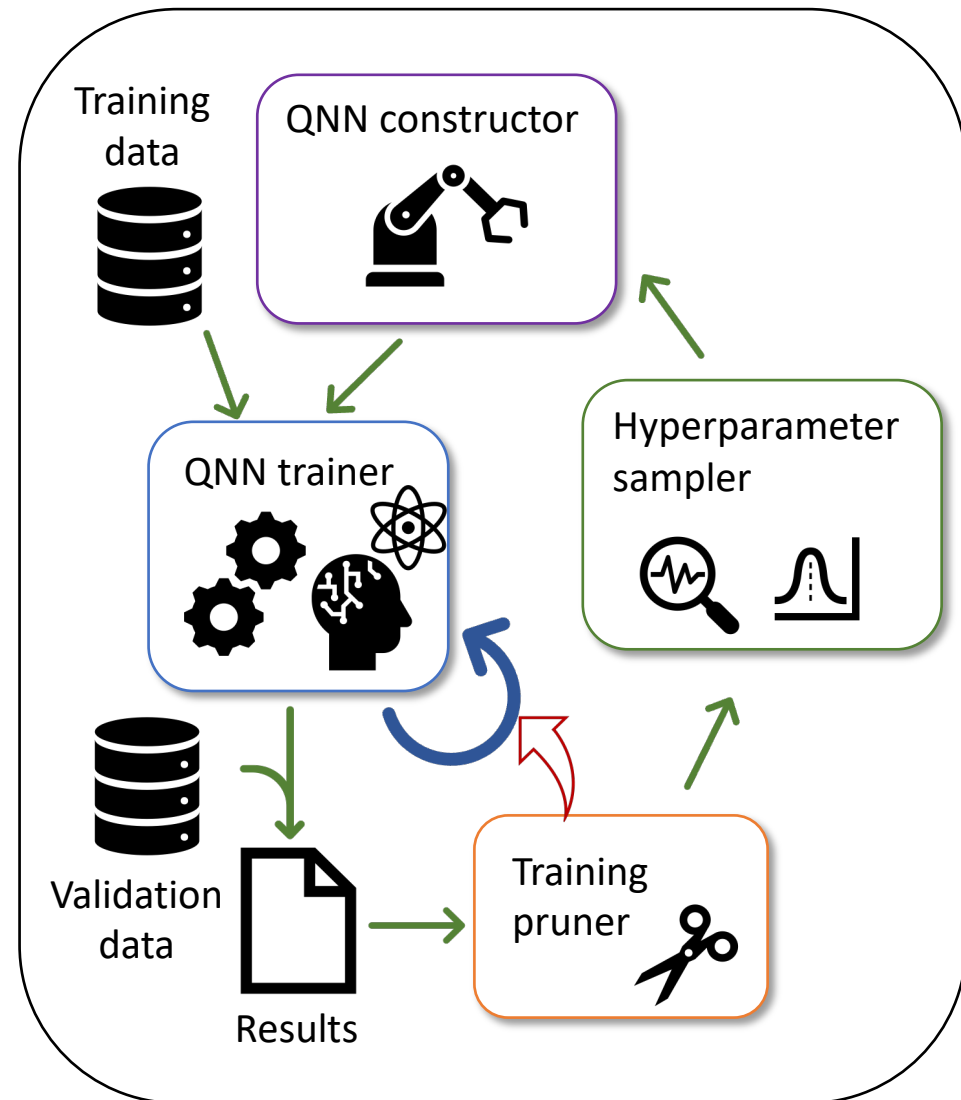 Training
data
QNN constructor
QNN trainer
Hyperparameter
sampler
Validation
data
Results
Training
pruner